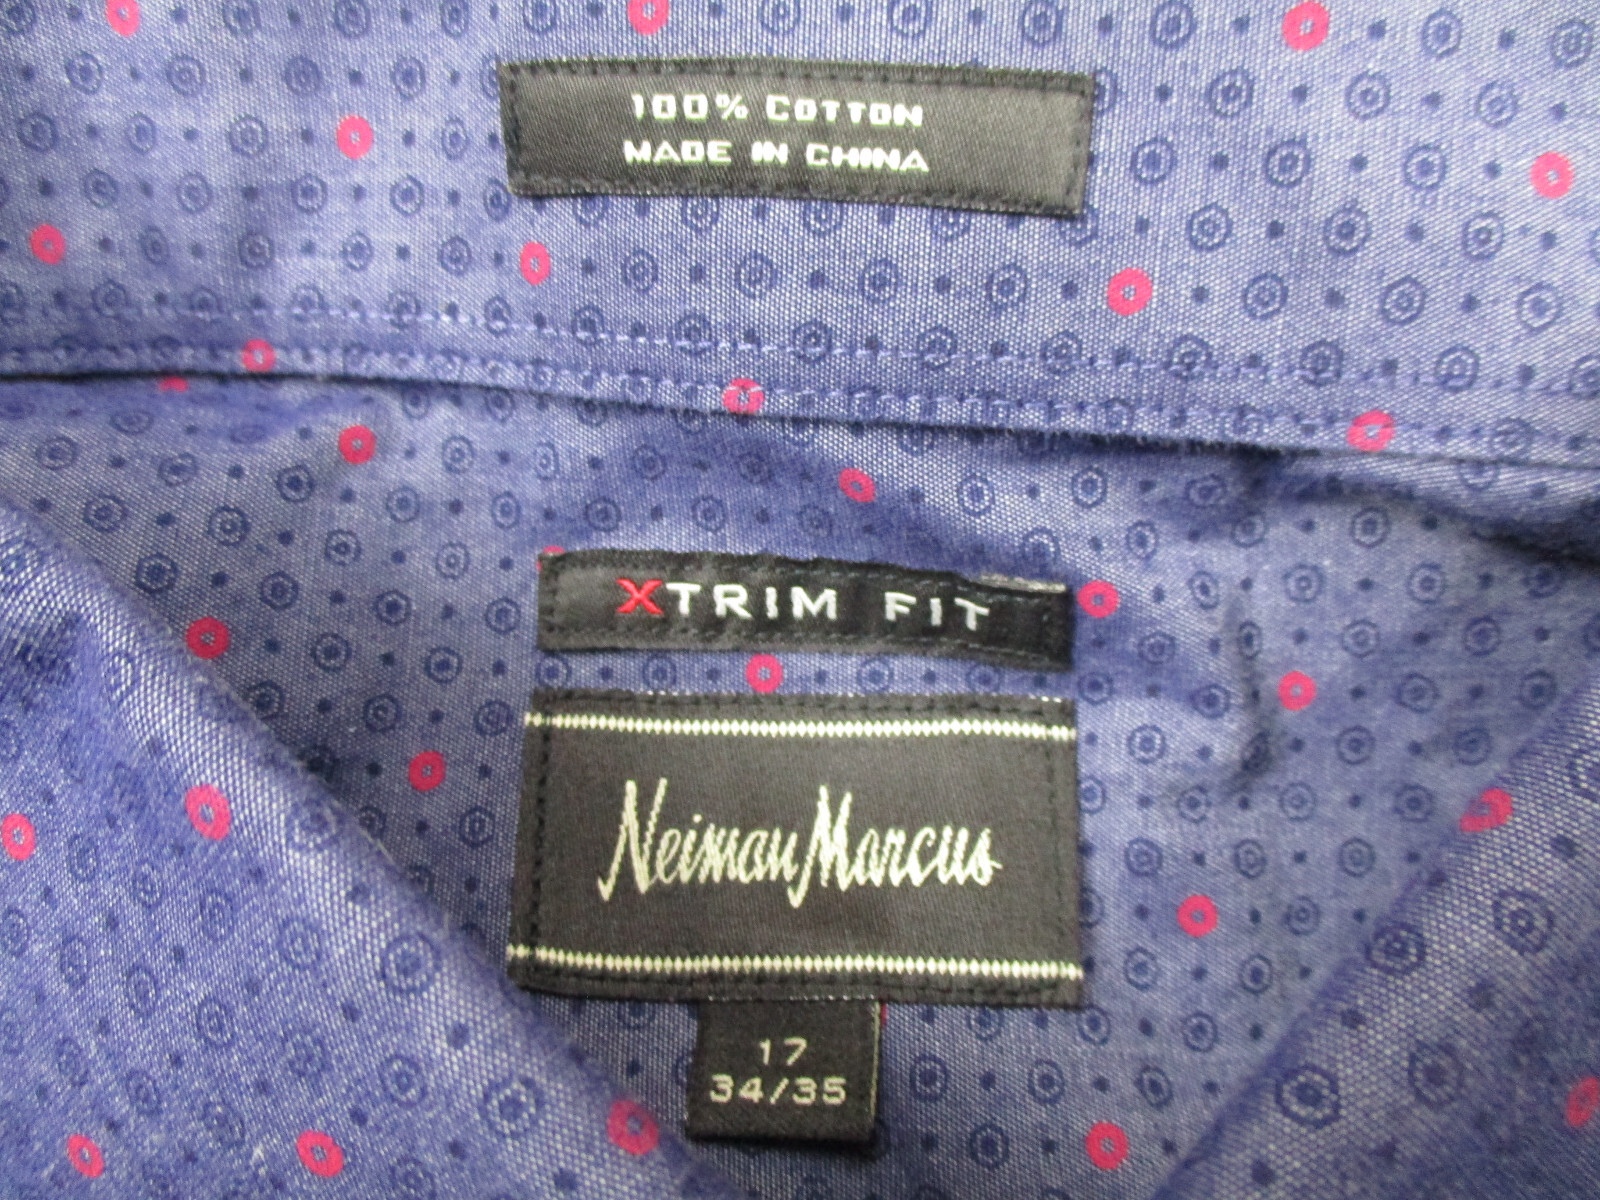 100% COTTON
MADE IN CHINA
XTRIM FIT
Neiman Marcus
17
34/35